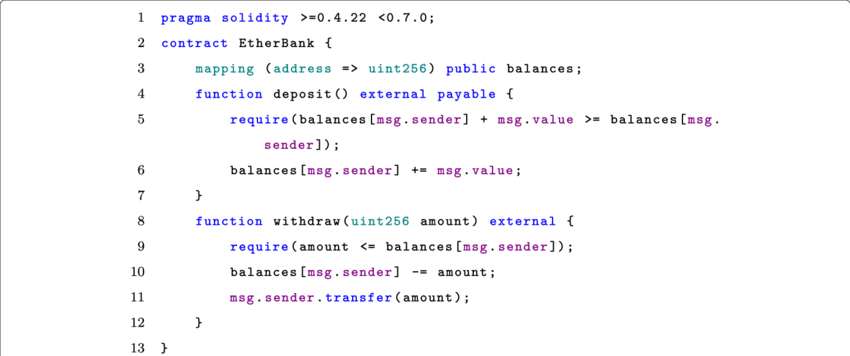 1 pragma solidity >=0.4.22 <0.7.0;
2 contract EtherBank {
3     mapping (address => uint256) public balances;
4     function deposit() external payable {
5         require(balances[msg.sender] + msg.value >= balances[msg.
            sender]);
6         balances[msg.sender] += msg.value;
7     }
8     function withdraw(uint256 amount) external {
9         require(amount <= balances[msg.sender]);
10         balances[msg.sender] -= amount;
11         msg.sender.transfer(amount);
12     }
13 }